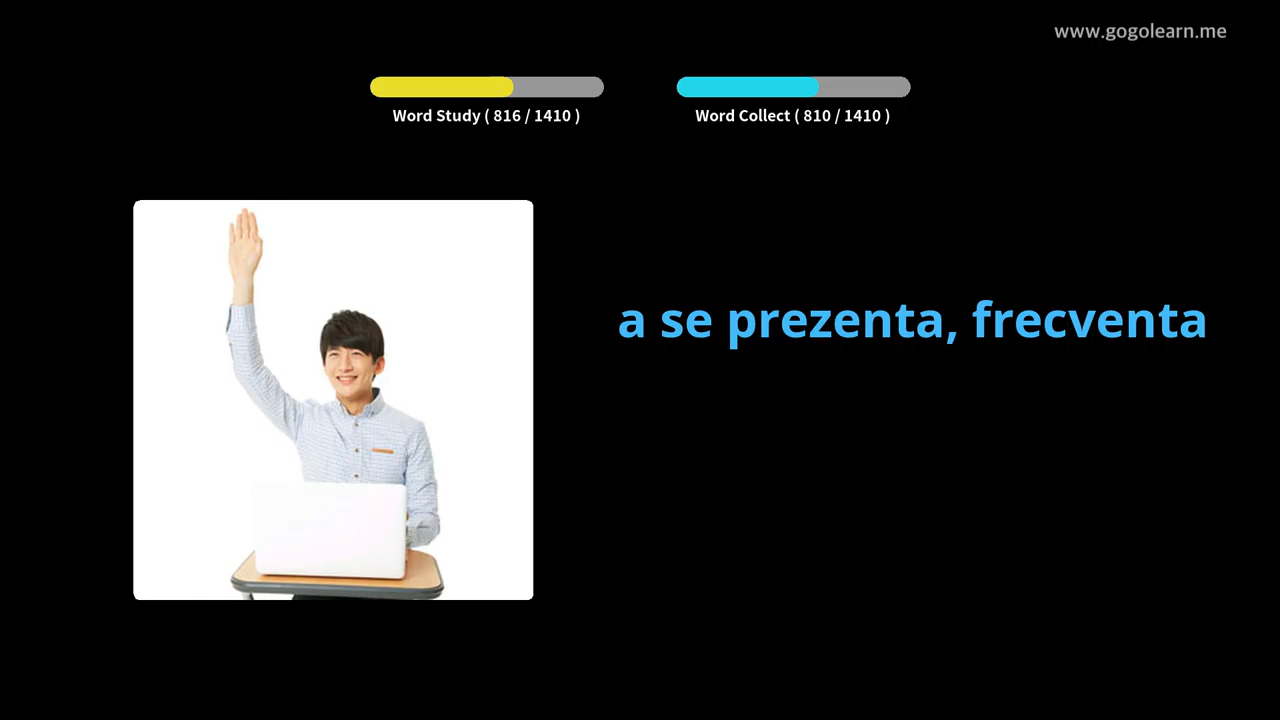 www.gogolearn.me
Word Study ( 816 / 1410 )
Word Collect ( 810 / 1410 )
a se prezenta, frecventa